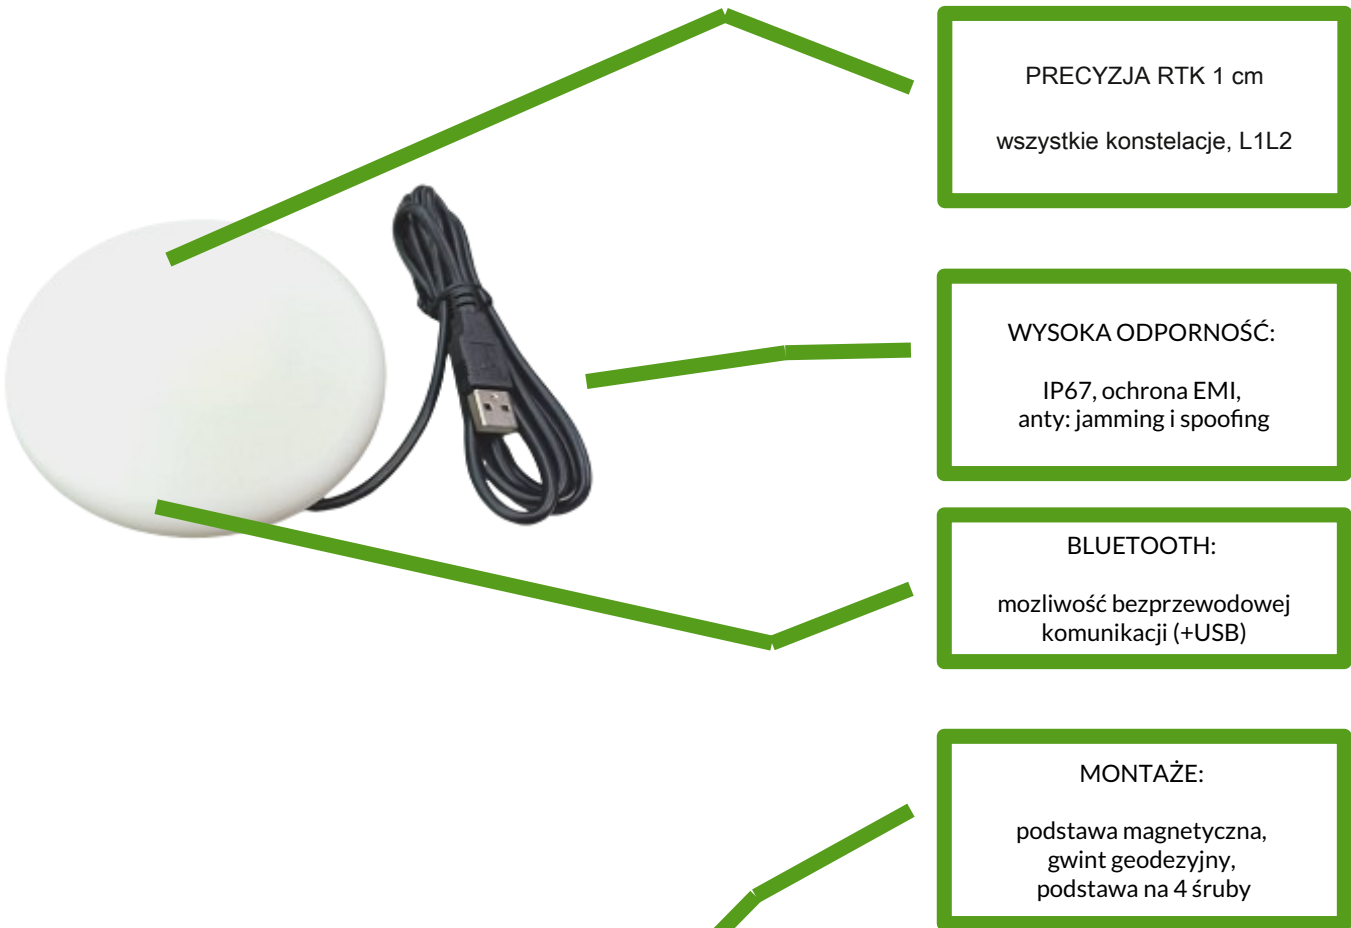 PRECYZJA RTK 1 cm
wszystkie konstelacje, L1L2
WYSOKA ODPORNOŚĆ:
IP67, ochrona EMI,
anty: jamming i spoofing
BLUETOOTH:
mozliwość bezprzewodowej
komunikacji (+USB)
MONTAŻE:
podstawa magnetyczna,
gwint geodezyjny,
podstawa na 4 śruby